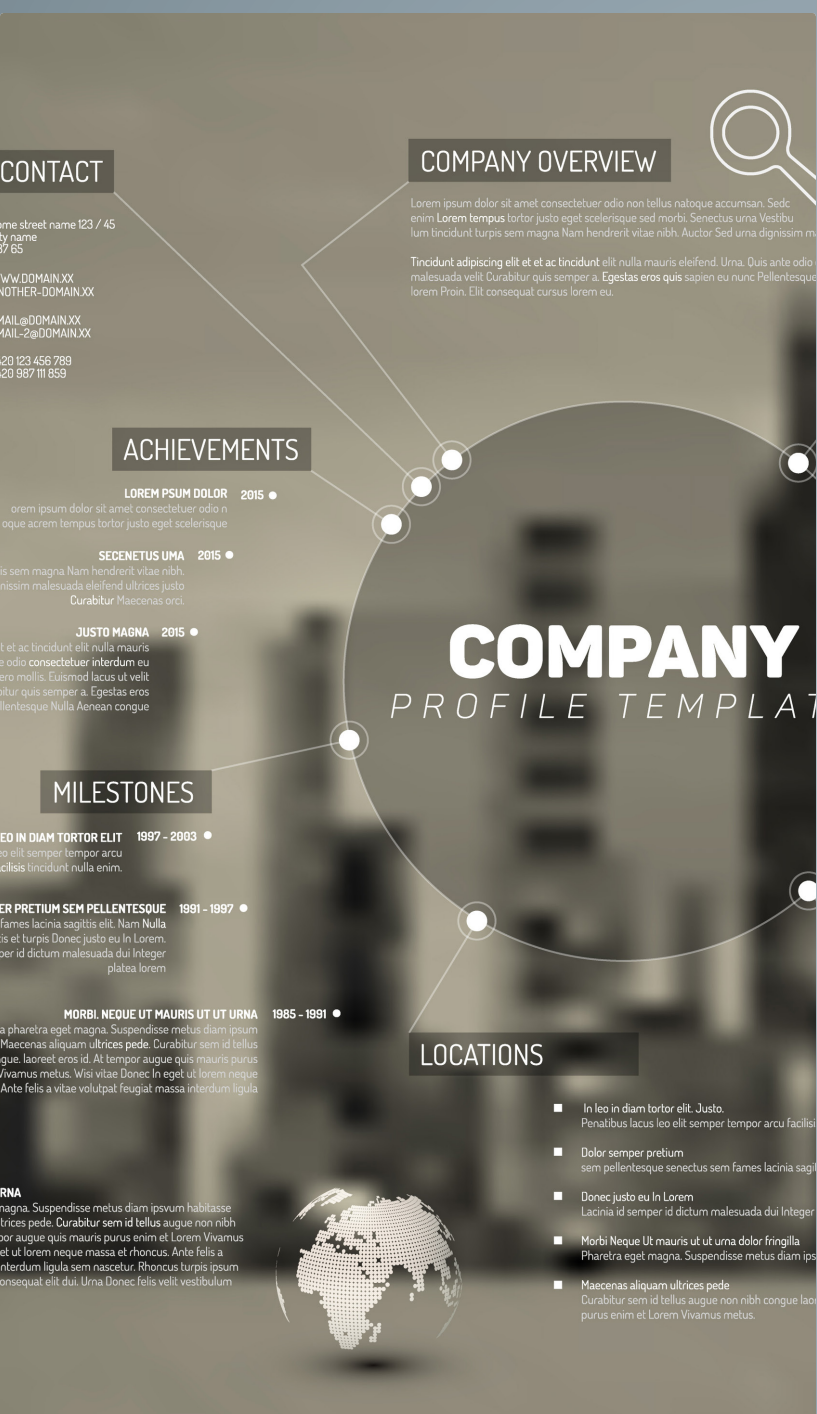 CONTACT
ome street name 123 / 45
ty name
87 65
WW.DOMAIN.XX
NOTHER-DOMAIN.XX
MAIL@DOMAIN.XX
MAIL-2@DOMAIN.XX
20 123 456 789
20 987 111 859
COMPANY OVERVIEW
Lorem ipsum dolor sit amet consectetuer odio non tellus natoque accumsan. Sedc
enim Lorem tempus tortor justo eget scelerisque sed morbi. Senectus urna Vestibu
lum tincidunt turpis sem magna Nam hendrerit vitae nibh. Auctor Sed urna dignissim m
Tincidunt adipiscing elit et et ac tincidunt elit nulla mauris eleifend. Urna. Quis ante odio
malesuada velit Curabitur quis semper a. Egestas eros quis sapien eu nunc Pellentesque
lorem Proin. Elit consequat cursus lorem eu.
ACHIEVEMENTS
LOREM PSUM DOLOR 2015
orem ipsum dolor sit amet consectetuer odio n
oque acrem tempus tortor justo eget scelerisque
SECENETUS UMA 2015
is sem magna Nam hendrerit vitae nibh.
nissim malesuada eleifend ultrices justo
Curabitur Maecenas orci.
JUSTO MAGNA 2015
t et ac tincidunt elit nulla mauris
e odio consectetuer interdum eu
ero mollis. Euismod lacus ut velit
bitur quis semper a. Egestas eros
llentesque Nulla Aenean congue
COMPANY
PROFILE TEMPLAT
MILESTONES
EO IN DIAM TORTOR ELIT 1997 - 2003
eo elit semper tempor arcu
acilisis tincidunt nulla enim.
ER PRETIUM SEM PELLENTESQUE 1991 - 1997
fames lacinia sagittis elit. Nam Nulla
tis et turpis Donec justo eu In Lorem.
per id dictum malesuada dui Integer
platea lorem
MORBI. NEQUE UT MAURIS UT UT URNA 1985 - 1991
a pharetra eget magna. Suspendisse metus diam ipsum
Maecenas aliquam ultrices pede. Curabitur sem id tellus
ngue. laoreet eros id. At tempor augue quis mauris purus
Vivamus metus. Wisi vitae Donec In eget ut lorem neque
Ante felis a vitae volutpat feugiat massa interdum ligula
RNA
magna. Suspendisse metus diam ipsvum habitasse
trices pede. Curabitur sem id tellus augue non nibh
por augue quis mauris purus enim et Lorem Vivamus
et ut lorem neque massa et rhoncus. Ante felis a
nterdum ligula sem nascetur. Rhoncus turpis ipsum
onsequat elit dui. Urna Donec felis velit vestibulum
LOCATIONS
In leo in diam tortor elit. Justo.
Penatibus lacus leo elit semper tempor arcu facilisi
Dolor semper pretium
sem pellentesque senectus sem fames lacinia sagi
Donec justo eu In Lorem
Lacinia id semper id dictum malesuada dui Integer
Morbi Neque Ut mauris ut ut urna dolor fringilla
Pharetra eget magna. Suspendisse metus diam ips
Maecenas aliquam ultrices pede
Curabitur sem id tellus augue non nibh congue lao
purus enim et Lorem Vivamus metus.